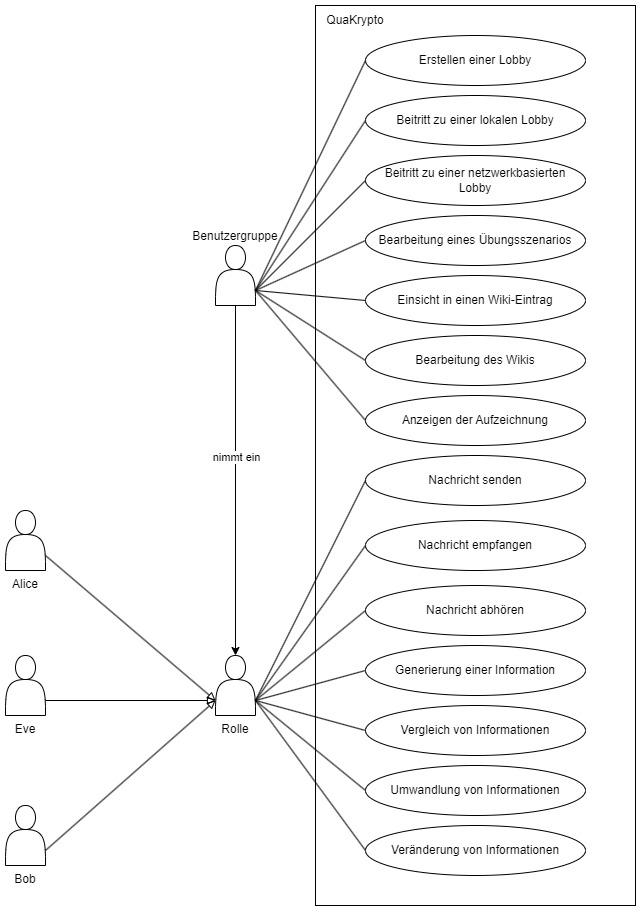 QuaKrypto
Erstellen einer Lobby
Beitritt zu einer lokalen Lobby
Beitritt zu einer netzwerkbasierten
Lobby
Benutzergruppe
Bearbeitung eines Übungsszenarios
Einsicht in einen Wiki-Eintrag
Bearbeitung des Wikis
Anzeigen der Aufzeichnung
nimmt ein
Nachricht senden
Nachricht empfangen
Alice
Nachricht abhören
Generierung einer Information
Eve
Rolle
Vergleich von Informationen
Umwandlung von Informationen
Veränderung von Informationen
Bob